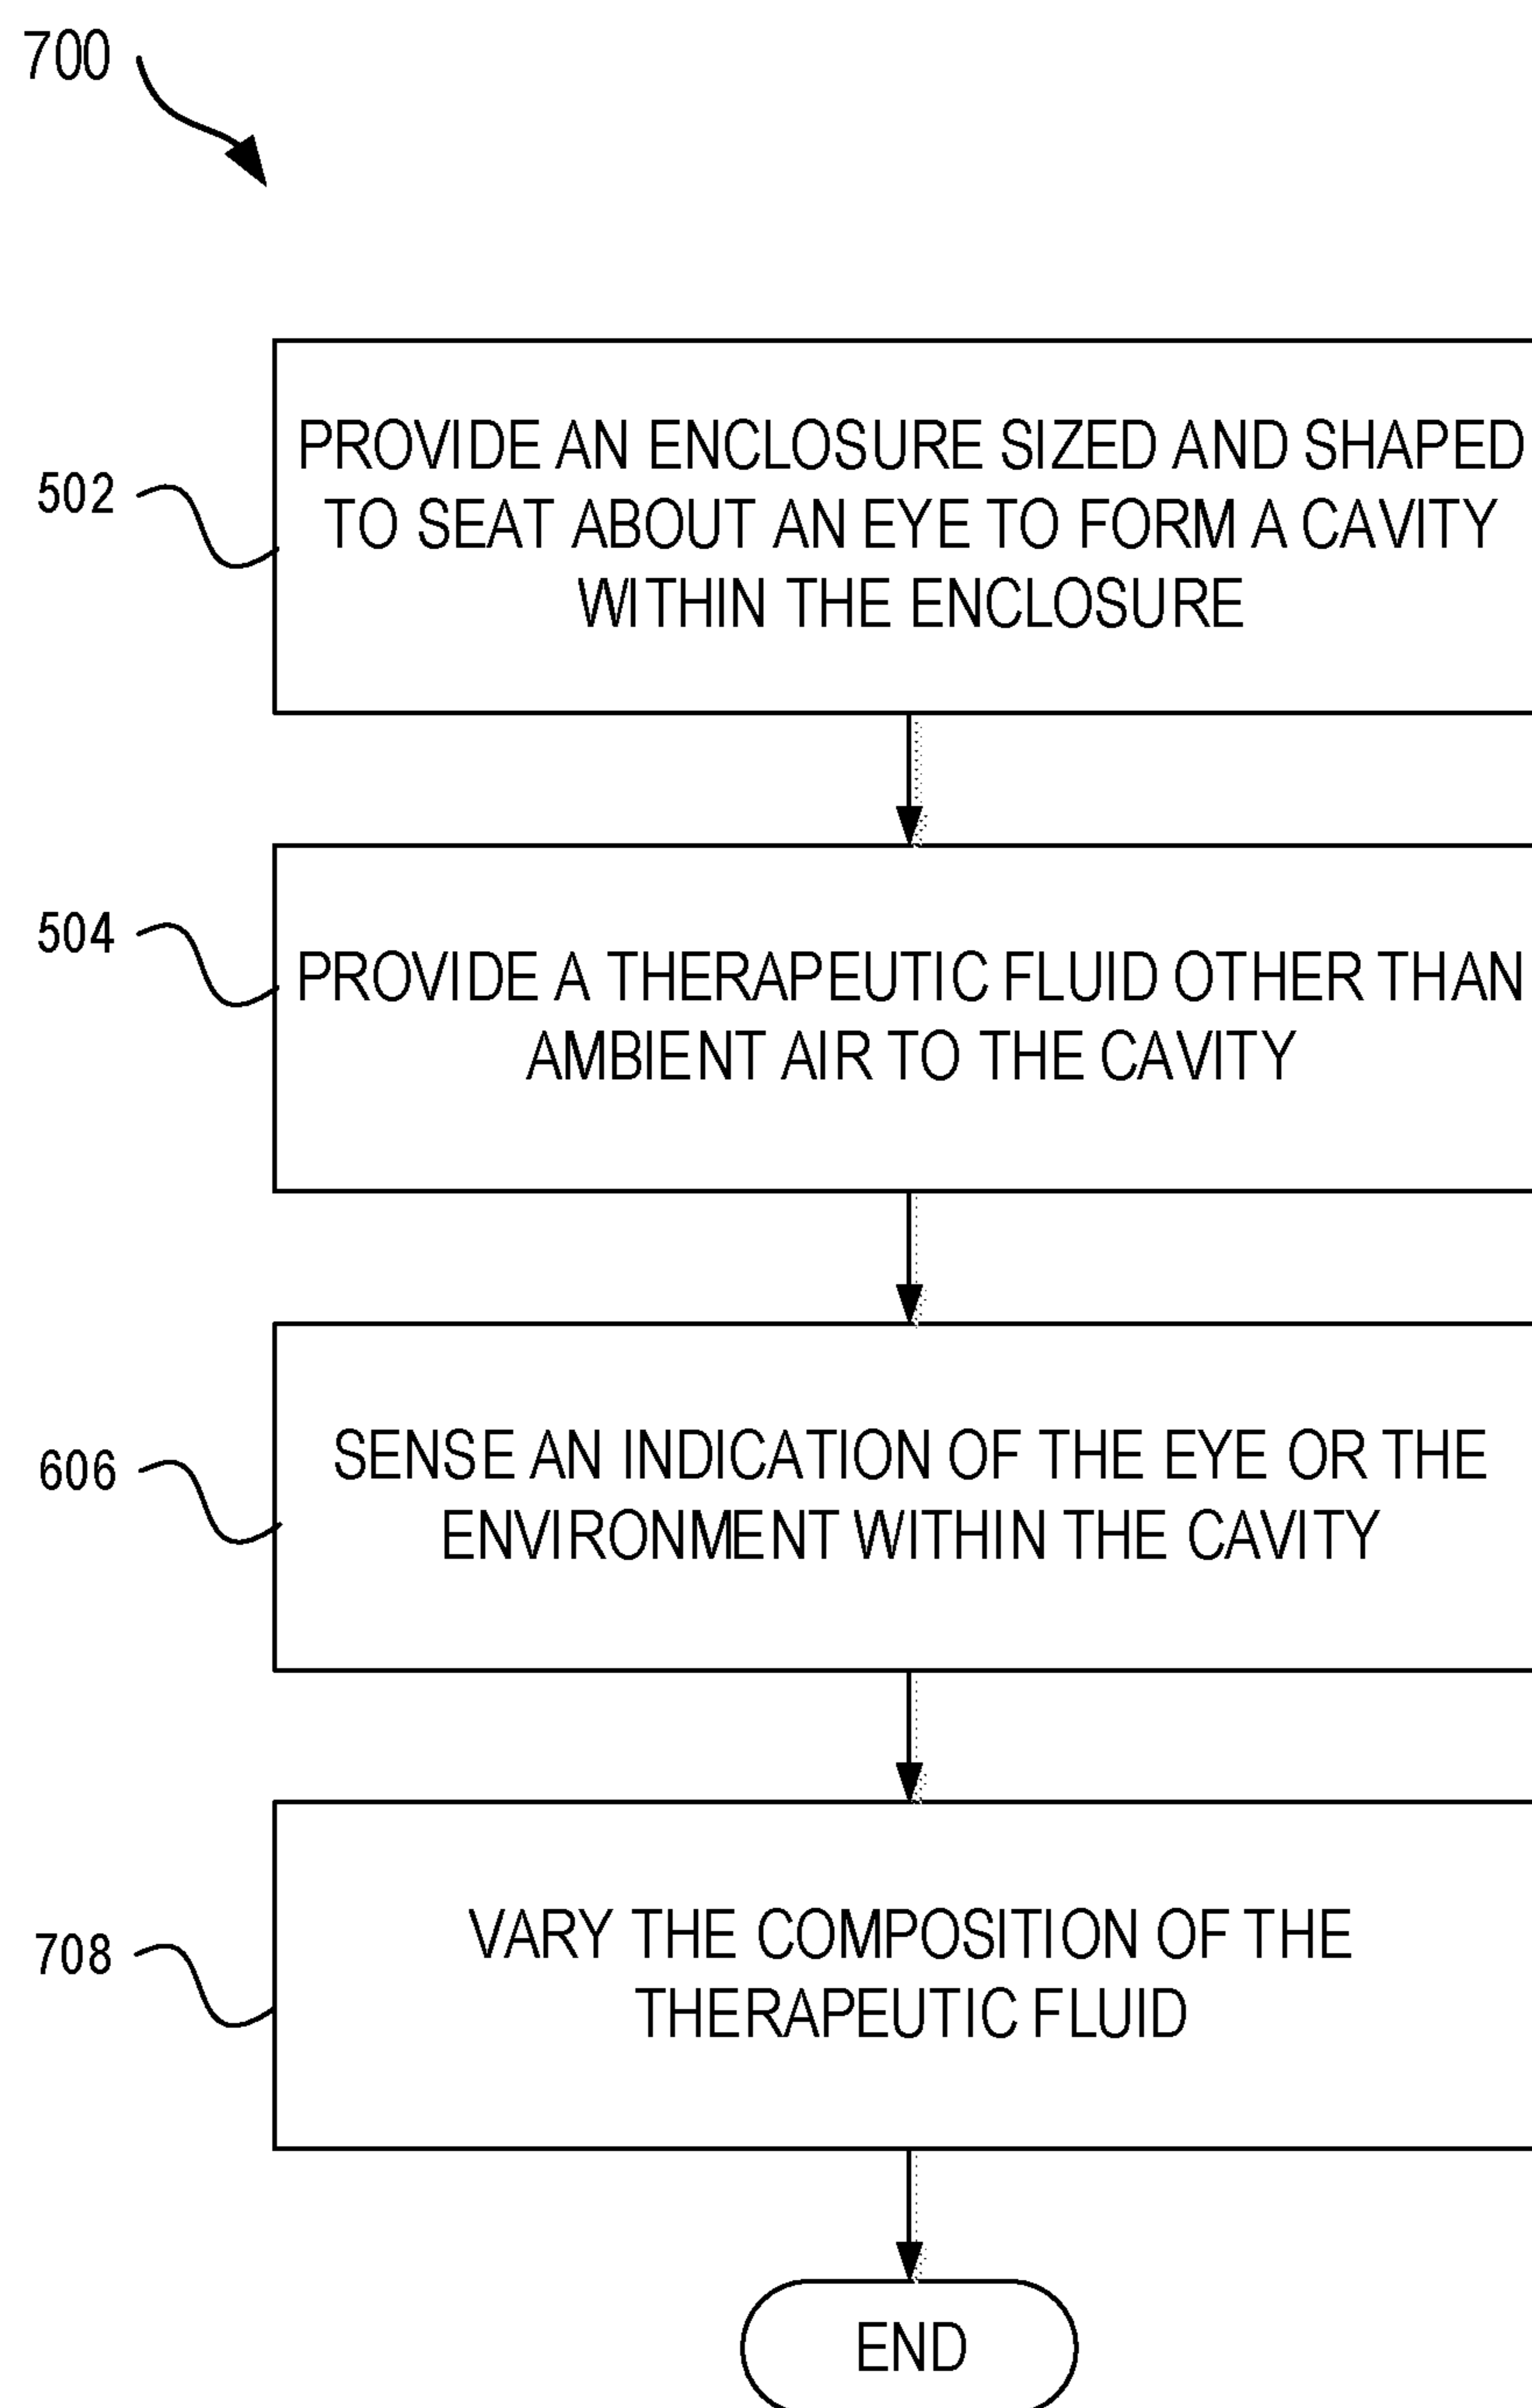 700
502
PROVIDE AN ENCLOSURE SIZED AND SHAPED
TO SEAT ABOUT AN EYE TO FORM A CAVITY
WITHIN THE ENCLOSURE
504
PROVIDE A THERAPEUTIC FLUID OTHER THAN
AMBIENT AIR TO THE CAVITY
606
SENSE AN INDICATION OF THE EYE OR THE
ENVIRONMENT WITHIN THE CAVITY
708
VARY THE COMPOSITION OF THE
THERAPEUTIC FLUID
END